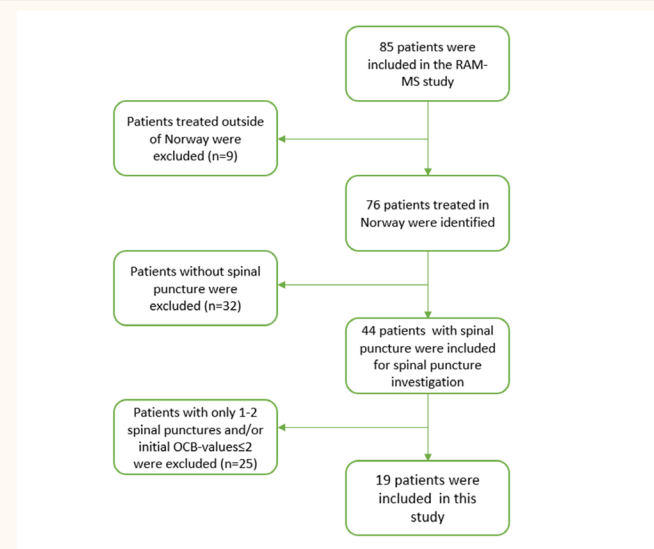 85 patients were
included in the RAM-
MS study
Patients treated outside
of Norway were
excluded (n=9)
76 patients treated in
Norway were identified
Patients without spinal
puncture were
excluded (n=32)
44 patients  with spinal
puncture were included
for spinal puncture
investigation
Patients with only 1-2
spinal punctures and/or
initial OCB-values≤2
were excluded (n=25)
19 patients were
included  in this
study